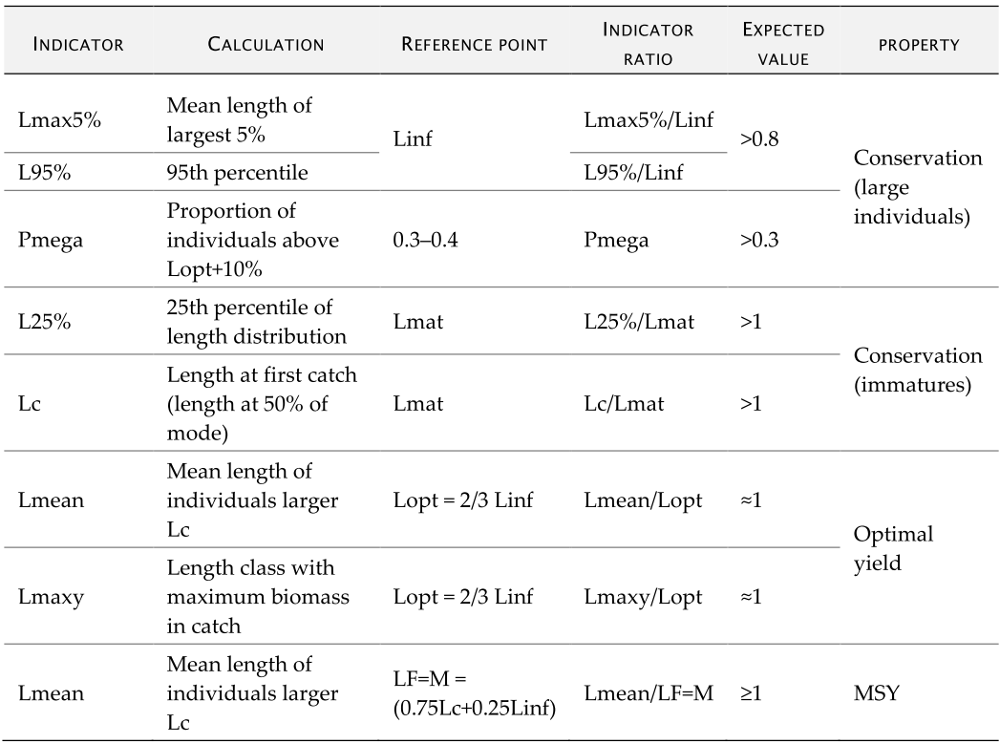 INDICATOR CALCULATION REFERENCE POINT INDICATOR RATIO EXPECTED VALUE PROPERTY
Lmax5%
Mean length of
largest 5%
Linf
Lmax5%/Linf
>0.8
Conservation
(large
individuals)
L95%
95th percentile
L95%/Linf
Pmega
Proportion of
individuals above
Lopt+10%
0.3–0.4
Pmega
>0.3
L25%
25th percentile of
length distribution
Lmat
L25%/Lmat
>1
Conservation
(immatures)
Lc
Length at first catch
(length at 50% of
mode)
Lmat
Lc/Lmat
>1
Lmean
Mean length of
individuals larger
Lc
Lopt = 2/3 Linf
Lmean/Lopt
≈1
Optimal
yield
Lmaxy
Length class with
maximum biomass
in catch
Lopt = 2/3 Linf
Lmaxy/Lopt
≈1
Lmean
Mean length of
individuals larger
Lc
LF=M =
(0.75Lc+0.25Linf)
Lmean/LF=M
≥1
MSY